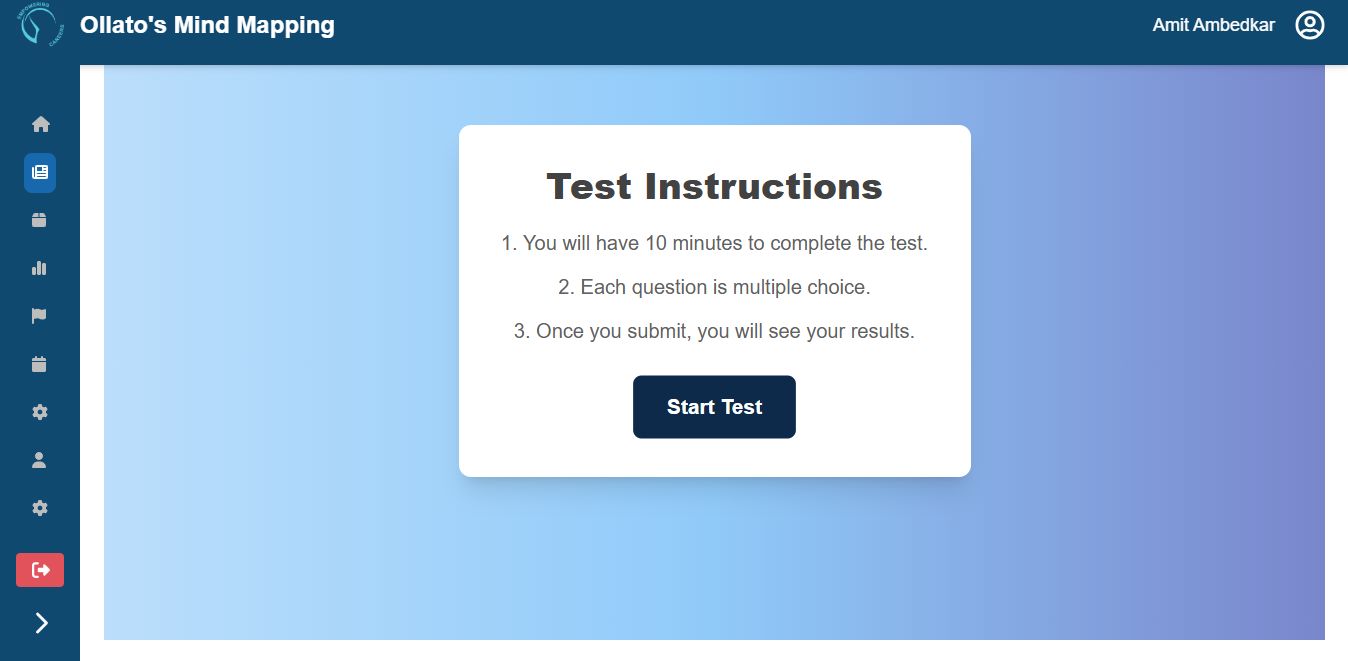 EMPOWERING
CAREERS
Ollato's Mind Mapping
Amit Ambedkar
Test Instructions
1. You will have 10 minutes to complete the test.
2. Each question is multiple choice.
3. Once you submit, you will see your results.
Start Test